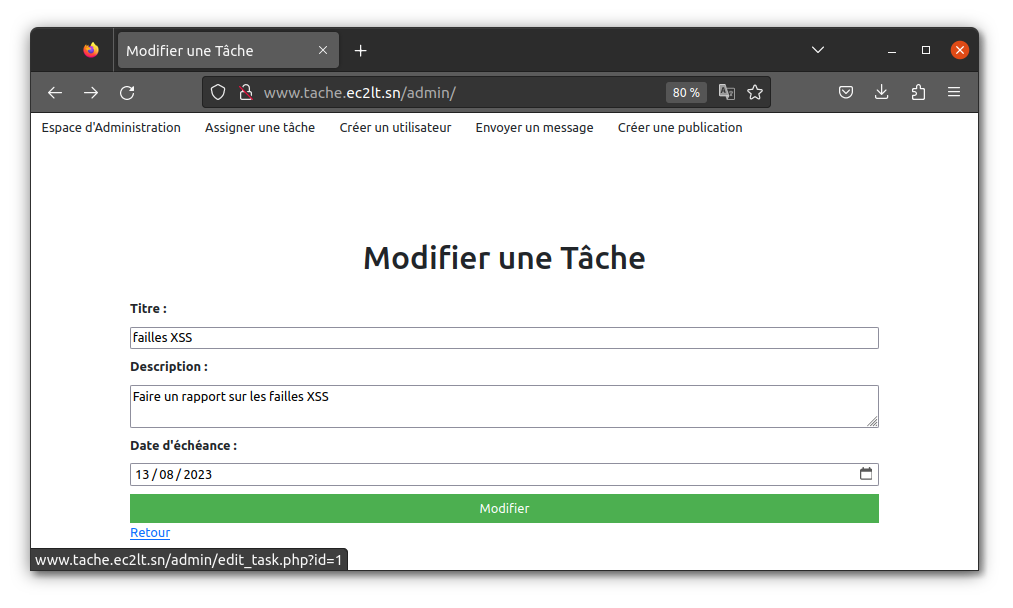 Modifier une Tâche
www.tache.ec2lt.sn/admin/ 80 %
Espace d'Administration Assigner une tâche Créer un utilisateur Envoyer un message Créer une publication
Modifier une Tâche
Titre :
failles XSS
Description :
Faire un rapport sur les failles XSS
Date d'échéance :
13 / 08 / 2023
Modifier
Retour
www.tache.ec2lt.sn/admin/edit_task.php?id=1